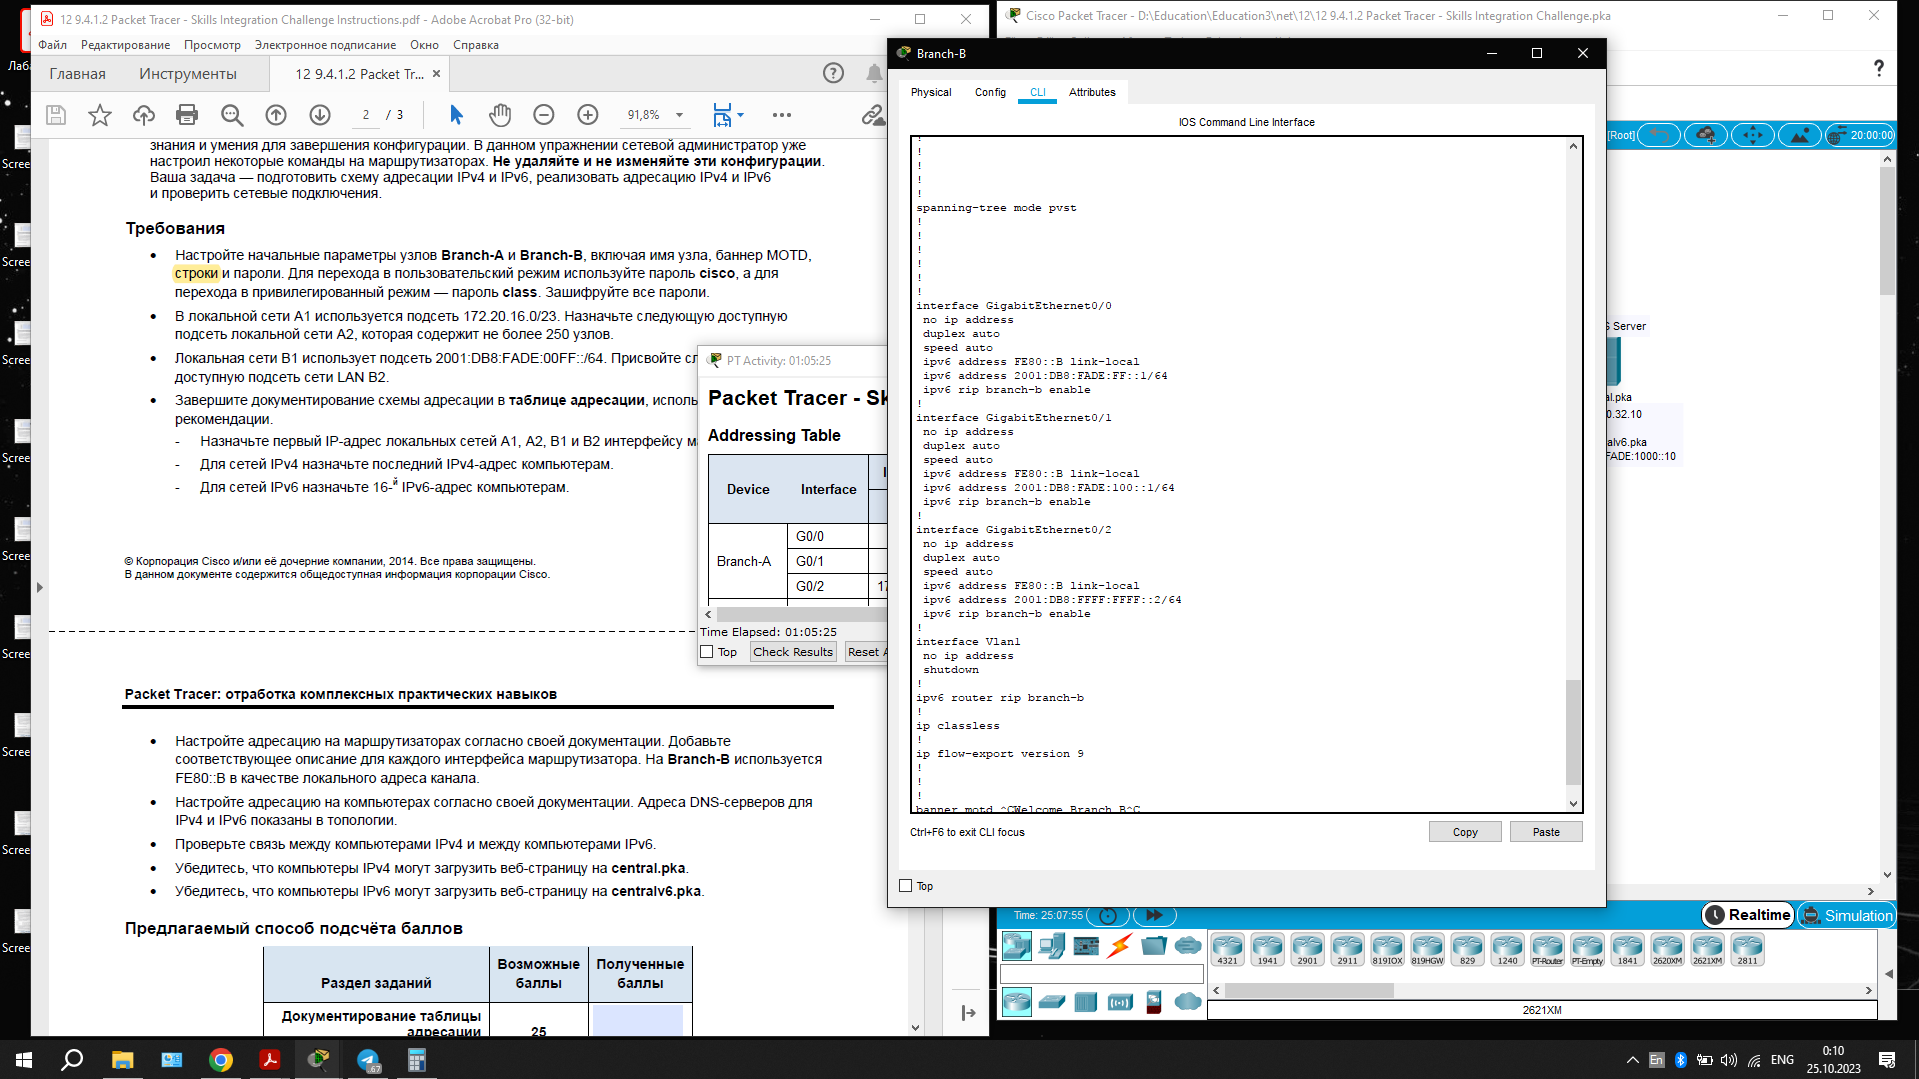 12 9.4.1.2 Packet Tracer - Skills Integration Challenge Instructions.pdf - Adobe Acrobat Pro (32-bit)
Файл Редактирование Просмотр Электронное подписание Окно Справка
Главная Инструменты 12 9.4.1.2 Packet Tr... ×
2 / 3 91,8%
знания и умения для завершения конфигурации. В данном упражнении сетевой администратор уже
настроил некоторые команды на маршрутизаторах. Не удаляйте и не изменяйте эти конфигурации.
Ваша задача — подготовить схему адресации IPv4 и IPv6, реализовать адресацию IPv4 и IPv6
и проверить сетевые подключения.
Требования
• Настройте начальные параметры узлов Branch-A и Branch-B, включая имя узла, баннер MOTD,
строки и пароли. Для перехода в пользовательский режим используйте пароль cisco, а для
перехода в привилегированный режим — пароль class. Зашифруйте все пароли.
• В локальной сети A1 используется подсеть 172.20.16.0/23. Назначьте следующую доступную
подсеть локальной сети A2, которая содержит не более 250 узлов.
• Локальная сети B1 использует подсеть 2001:DB8:FADE:00FF::/64. Присвойте
доступную подсеть сети LAN B2.
• Завершите документирование схемы адресации в таблице адресации,
рекомендации.
- Назначьте первый IP-адрес локальных сетей A1, A2, B1 и B2 интерфейсу
- Для сетей IPv4 назначьте последний IPv4-адрес компьютерам.
- Для сетей IPv6 назначьте 16-й IPv6-адрес компьютерам.
© Корпорация Cisco и/или её дочерние компании, 2014. Все права защищены.
В данном документе содержится общедоступная информация корпорации Cisco.
Packet Tracer: отработка комплексных практических навыков
• Настройте адресацию на маршрутизаторах согласно своей документации. Добавьте
соответствующее описание для каждого интерфейса маршрутизатора. На Branch-B используется
FE80::B в качестве локального адреса канала.
• Настройте адресацию на компьютерах согласно своей документации. Адреса DNS-серверов для
IPv4 и IPv6 показаны в топологии.
• Проверьте связь между компьютерами IPv4 и между компьютерами IPv6.
• Убедитесь, что компьютеры IPv4 могут загрузить веб-страницу на central.pka.
• Убедитесь, что компьютеры IPv6 могут загрузить веб-страницу на centralv6.pka.
Предлагаемый способ подсчёта баллов
Раздел заданий Возможные баллы Полученные баллы
Документирование таблицы
адресации 25
PT Activity: 01:05:25
Packet Tracer - Sk
Addressing Table
Device Interface
Branch-A
G0/0
G0/1
G0/2 17
Time Elapsed: 01:05:25
Top Check Results Reset A
Cisco Packet Tracer - D:\Education\Education3\net\12\12 9.4.1.2 Packet Tracer - Skills Integration Challenge.pka
?
[Root] 20:00:00
Server
al.pka
0.32.10
alv6.pka
FADE:1000::10
Branch-B
Physical Config CLI Attributes
IOS Command Line Interface
!
!
!
!
!
spanning-tree mode pvst
!
!
!
!
!
!
interface GigabitEthernet0/0
no ip address
duplex auto
speed auto
ipv6 address FE80::B link-local
ipv6 address 2001:DB8:FADE:FF::1/64
ipv6 rip branch-b enable
!
interface GigabitEthernet0/1
no ip address
duplex auto
speed auto
ipv6 address FE80::B link-local
ipv6 address 2001:DB8:FADE:100::1/64
ipv6 rip branch-b enable
!
interface GigabitEthernet0/2
no ip address
duplex auto
speed auto
ipv6 address FE80::B link-local
ipv6 address 2001:DB8:FFFF:FFFF::2/64
ipv6 rip branch-b enable
!
interface Vlan1
no ip address
shutdown
!
ipv6 router rip branch-b
!
ip classless
!
ip flow-export version 9
!
!
!
banner motd ^CWelcome Branch B^C
Ctrl+F6 to exit CLI focus
Copy Paste
Top
Time: 25:07:55
Realtime Simulation
4321 1941 2901 2911 819IOX 819HGW 829 1240 PT-Router PT-Empty 1841 2620XM 2621XM 2811
2621XM
Лаба
Scree
Scree
Scree
Scree
Scree
Scree
Scree
Scree
Scree
67
En
ENG
0:10
25.10.2023